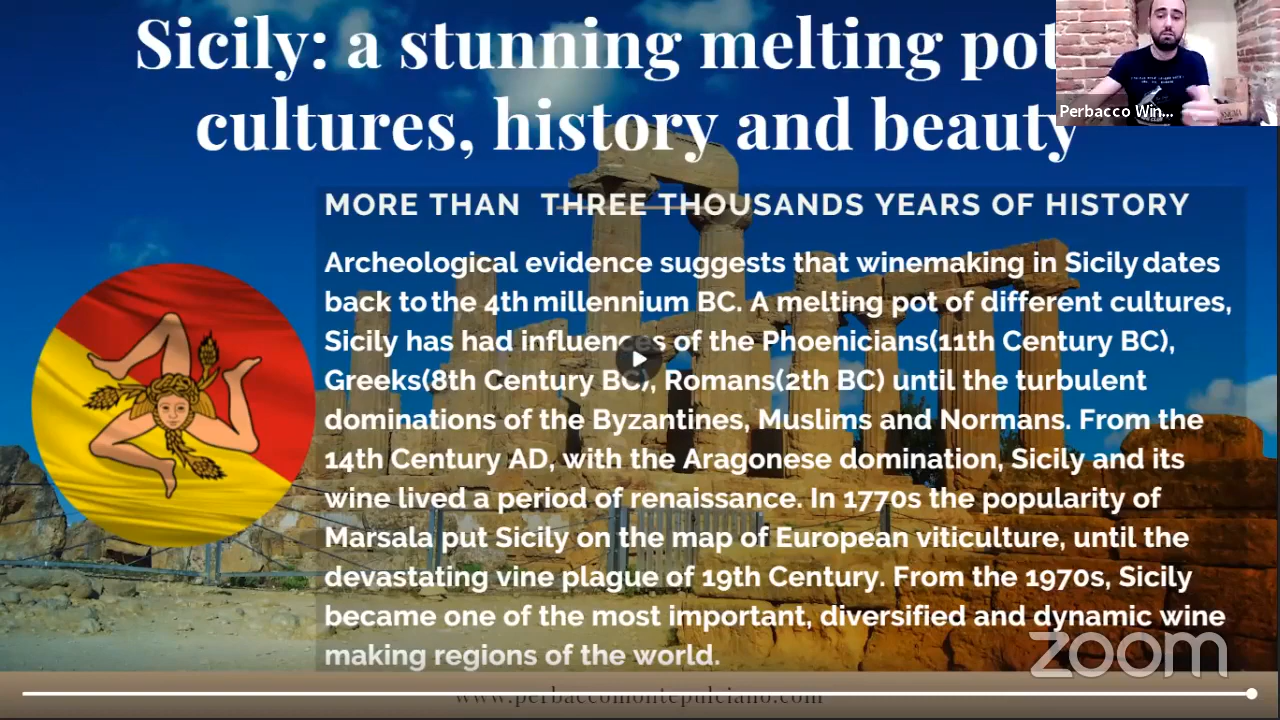 Sicily: a stunning melting pot
cultures, history and beauty
Perbacco Win...
MORE THAN THREE THOUSANDS YEARS OF HISTORY
Archeological evidence suggests that winemaking in Sicily dates
back to the 4th millennium BC. A melting pot of different cultures,
Sicily has had influences of the Phoenicians(11th Century BC),
Greeks(8th Century BC), Romans(2th BC) until the turbulent
dominations of the Byzantines, Muslims and Normans. From the
14th Century AD, with the Aragonese domination, Sicily and its
wine lived a period of renaissance. In 1770s the popularity of
Marsala put Sicily on the map of European viticulture, until the
devastating vine plague of 19th Century. From the 1970s, Sicily
became one of the most important, diversified and dynamic wine
making regions of the world.
zoom
www.perbaccomontepulciano.com